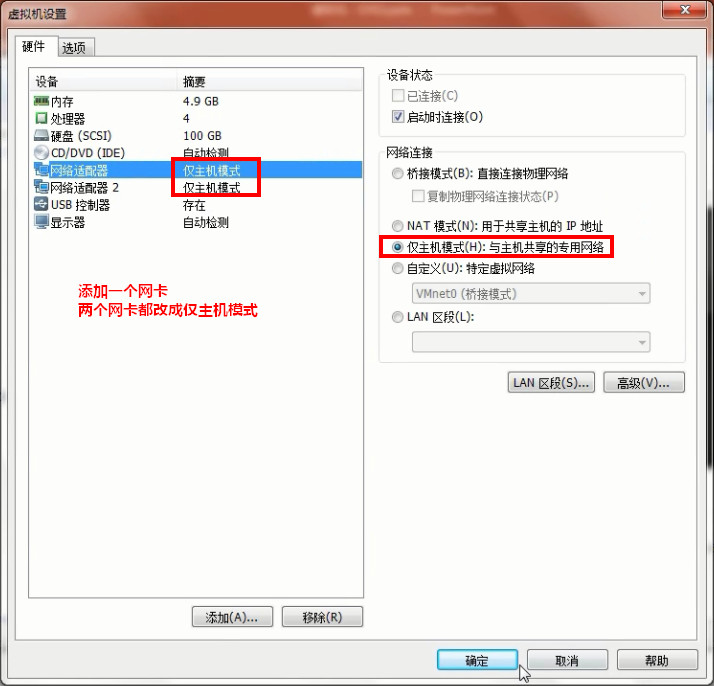 虚拟机设置
硬件 选项
设备 摘要
内存 4.9 GB
处理器 4
硬盘 (SCSI) 100 GB
CD/DVD (IDE) 自动检测
网络适配器 仅主机模式
网络适配器 2 仅主机模式
USB 控制器 存在
显示器 自动检测
添加一个网卡
两个网卡都改成仅主机模式
添加(A)... 移除(R)
设备状态
已连接(C)
启动时连接(O)
网络连接
桥接模式(B): 直接连接物理网络
复制物理网络连接状态(P)
NAT 模式(N): 用于共享主机的 IP 地址
仅主机模式(H): 与主机共享的专用网络
自定义(U): 特定虚拟网络
VMnet0 (桥接模式)
LAN 区段(L):
LAN 区段(S)... 高级(V)...
确定 取消 帮助